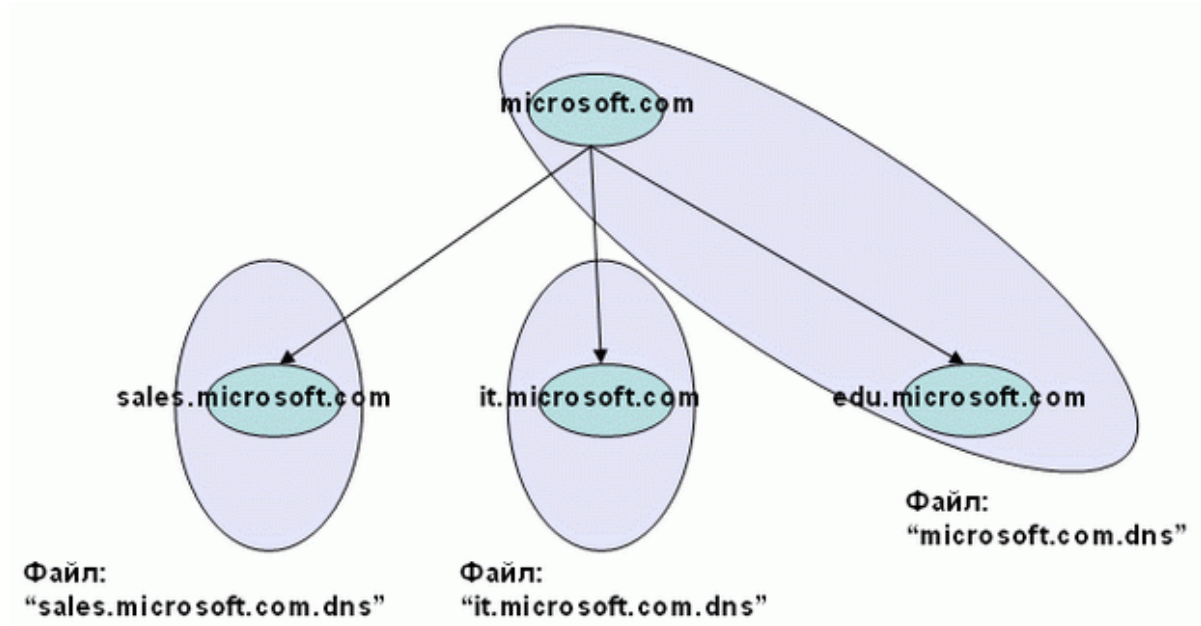 microsoft.com
sales.microsoft.com
it.microsoft.com
edu.microsoft.com
Файл:
“microsoft.com.dns”
Файл:
“sales.microsoft.com.dns”
Файл:
“it.microsoft.com.dns”